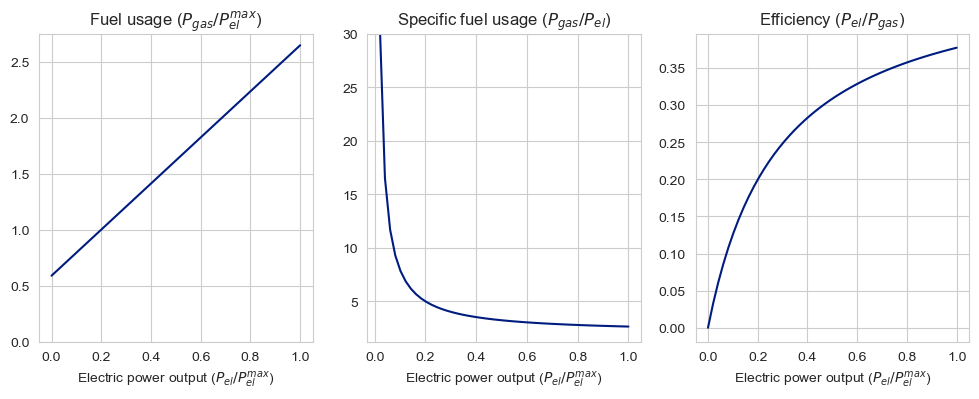 Fuel usage (P_gas/P_el^max)
2.5
2.0
1.5
1.0
0.5
0.0
0.0 0.2 0.4 0.6 0.8 1.0
Electric power output (P_el/P_el^max)
Specific fuel usage (P_gas/P_el)
30
25
20
15
10
5
0.0 0.2 0.4 0.6 0.8 1.0
Electric power output (P_el/P_el^max)
Efficiency (P_el/P_gas)
0.35
0.30
0.25
0.20
0.15
0.10
0.05
0.00
0.0 0.2 0.4 0.6 0.8 1.0
Electric power output (P_el/P_el^max)